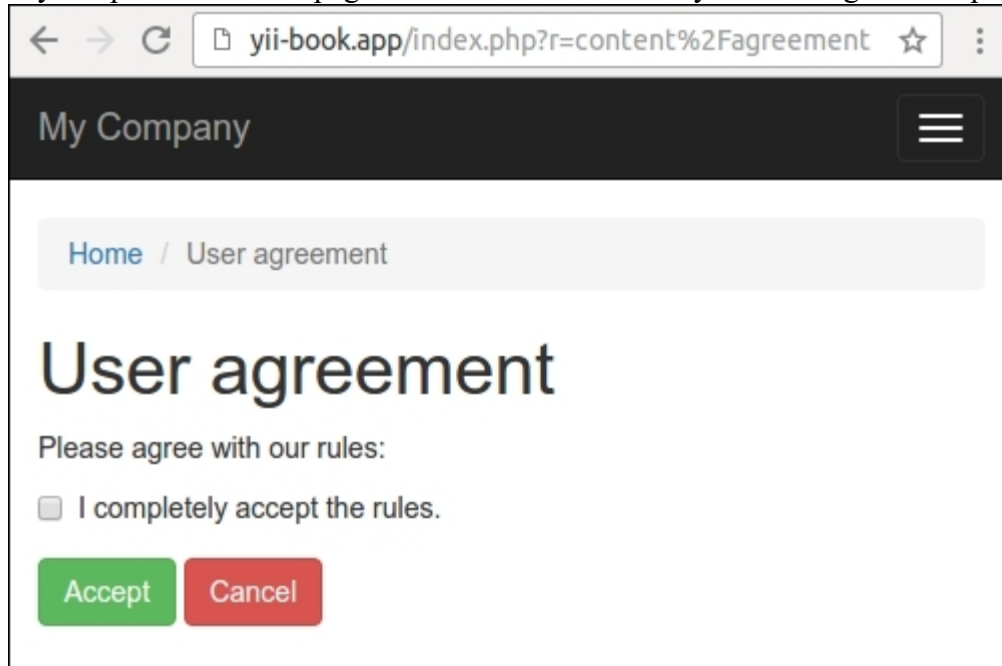 yii-book.app/index.php?r=content%2Fagreement
My Company
Home / User agreement
User agreement
Please agree with our rules:
I completely accept the rules.
Accept Cancel